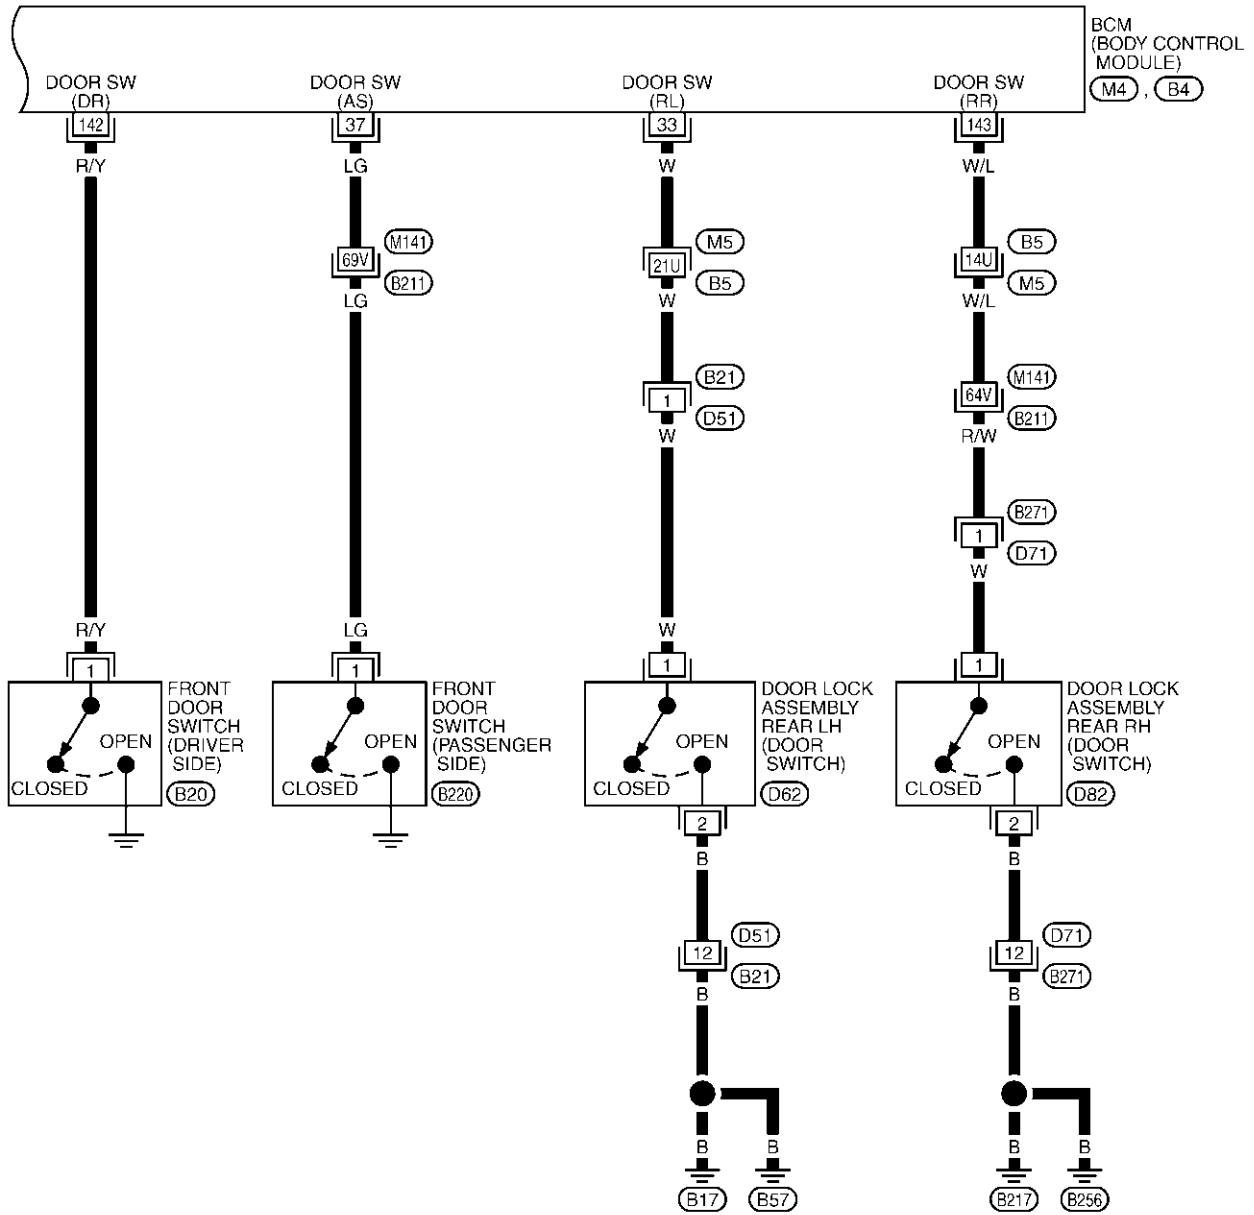 BCM
(BODY CONTROL
MODULE)
M4 , B4
DOOR SW
(DR)
DOOR SW
(AS)
DOOR SW
(RL)
DOOR SW
(RR)
142
37
33
143
R/Y
LG
W
W/L
69V
M141
B211
21U
M5
B5
14U
B5
M5
LG
W
W/L
1
B21
D51
64V
M141
B211
W
R/W
1
B271
D71
W
R/Y
LG
W
1
1
1
1
FRONT
DOOR
SWITCH
(DRIVER
SIDE)
B20
OPEN
CLOSED
FRONT
DOOR
SWITCH
(PASSENGER
SIDE)
B220
OPEN
CLOSED
DOOR LOCK
ASSEMBLY
REAR LH
(DOOR
SWITCH)
D62
OPEN
CLOSED
DOOR LOCK
ASSEMBLY
REAR RH
(DOOR
SWITCH)
D82
OPEN
CLOSED
2
2
B
B
12
D51
B21
12
D71
B271
B
B
B
B
B
B
B17
B57
B217
B256